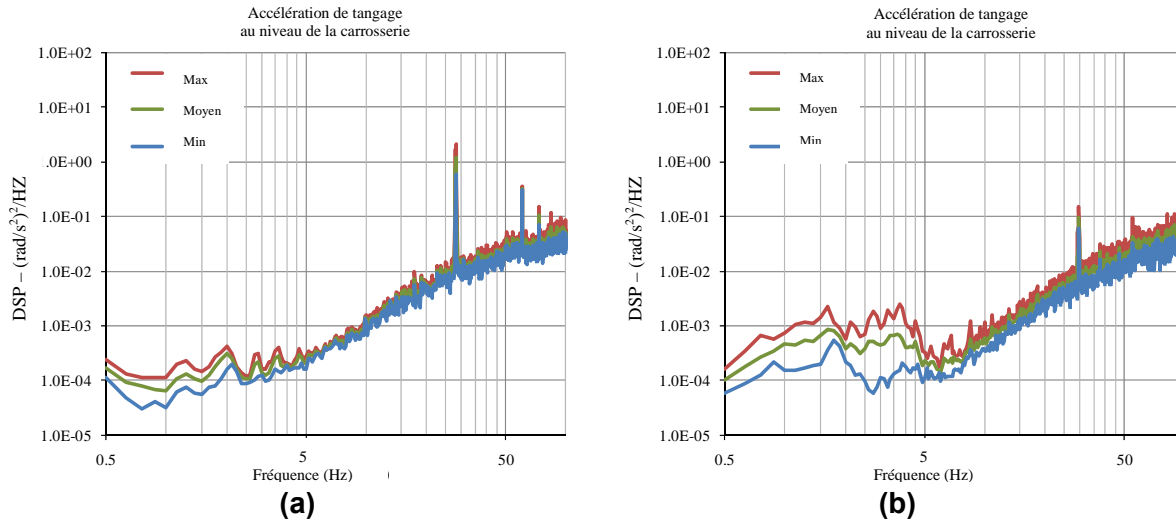 Accélération de tangage
au niveau de la carrosserie
1.0E+02
1.0E+01
.0E+00
1.0E-01
1.0E-02
1.0E-03
1.0E-04
1.0E-05
DSP – (rad/s²)²/HZ
Max
Moyen
Min
0.5
5
50
Fréquence (Hz)
)
(a)
Accélération de tangage
au niveau de la carrosserie
1.0E+02
1.0E+01
1.0E+00
1.0E-01
1.0E-02
1.0E-03
1.0E-04
1.0E-05
DSP – (rad/s²)²/HZ
Max
Moyen
Min
0.5
5
50
Fréquence (Hz)
(b)